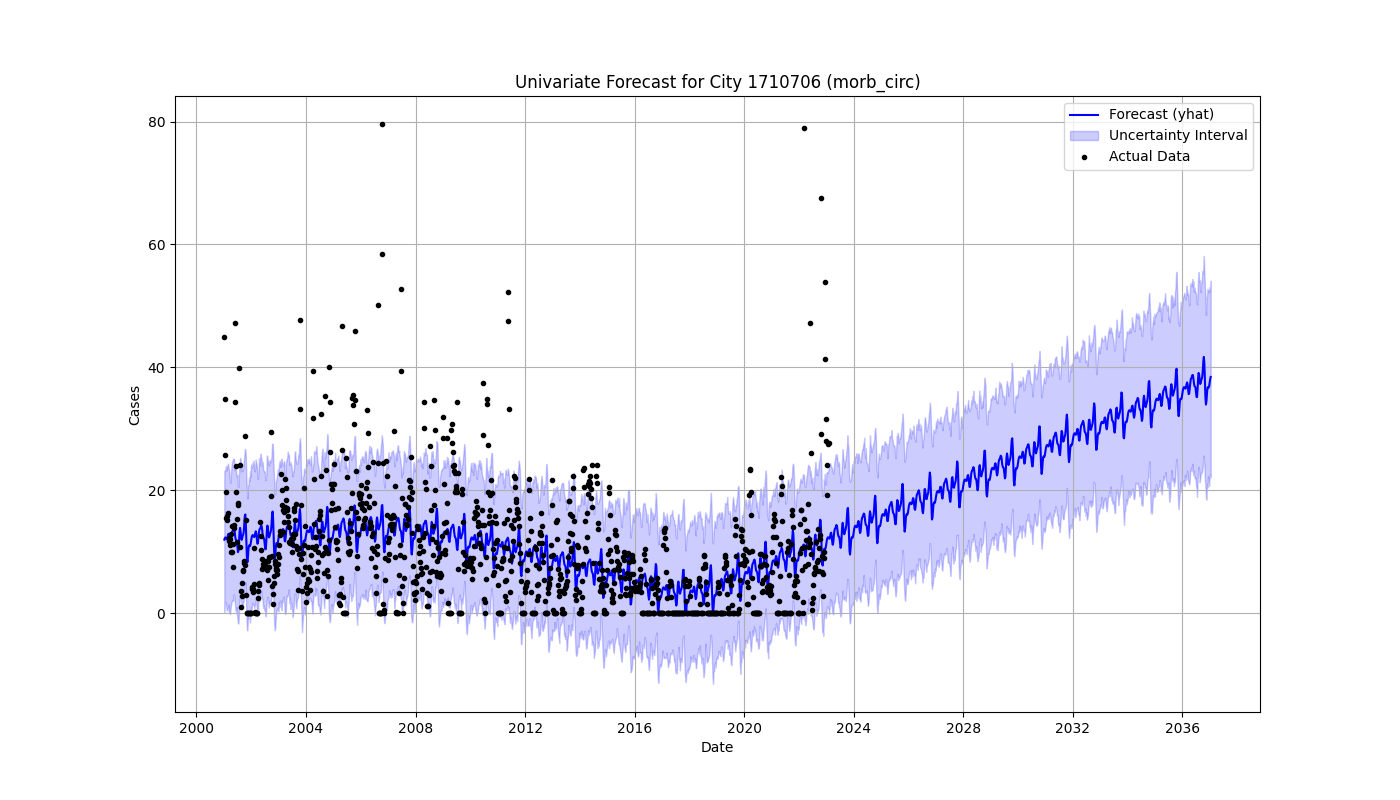 Univariate Forecast for City 1710706 (morb_circ)
Forecast (yhat)
Uncertainty Interval
Actual Data
Cases
80
60
40
20
0
2000 2004 2008 2012 2016 2020 2024 2028 2032 2036
Date